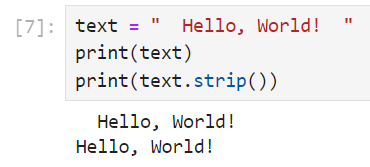 [7]: text = "  Hello, World!  "
print(text)
print(text.strip())
  Hello, World!
Hello, World!